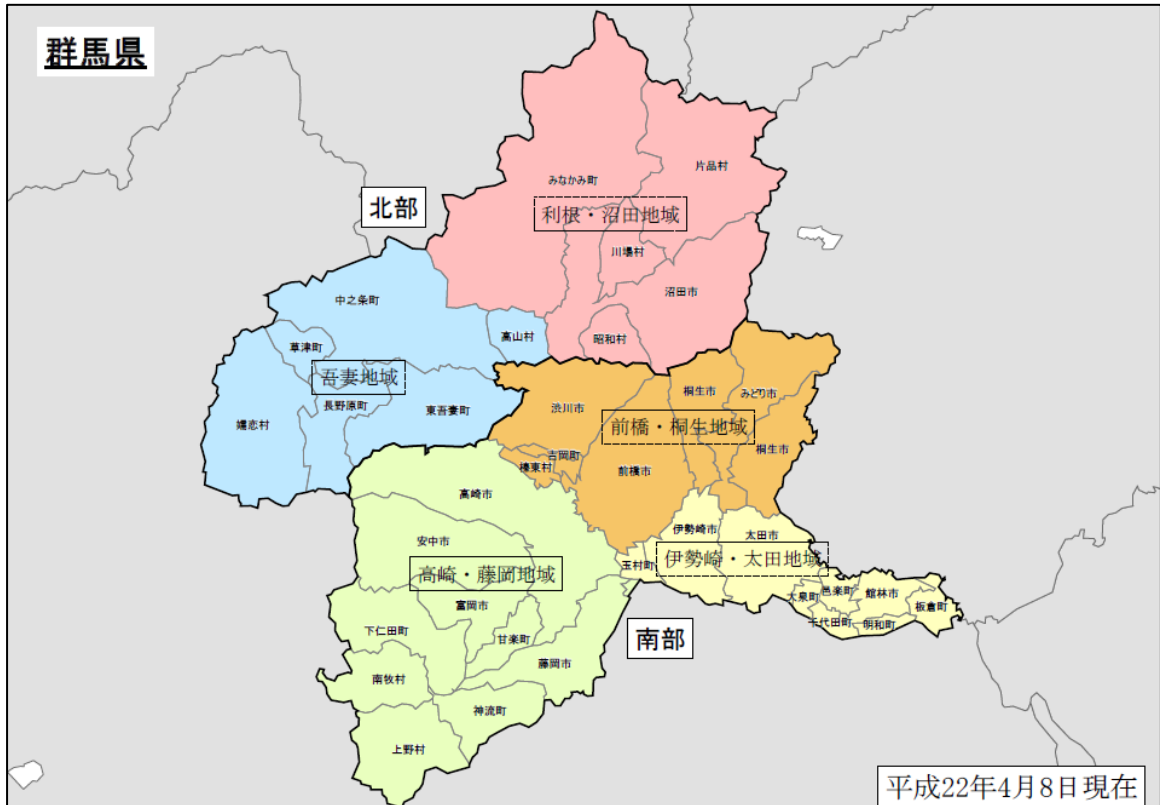 群馬県
片品村
みなかみ町
北部
利根・沼田地域
川場村
沼田市
中之条町
高山村
昭和村
草津町
吾妻地域
桐生市
みどり市
長野原町
東吾妻町
渋川市
嬬恋村
前橋・桐生地域
桐生市
吉岡町
榛東村
前橋市
高崎市
伊勢崎市
太田市
安中市
玉村町
伊勢崎・太田地域
高崎・藤岡地域
邑楽町
館林市
大泉町
板倉町
富岡市
千代田町
明和町
下仁田町
甘楽町
南部
藤岡市
南牧村
神流町
上野村
平成22年4月8日現在